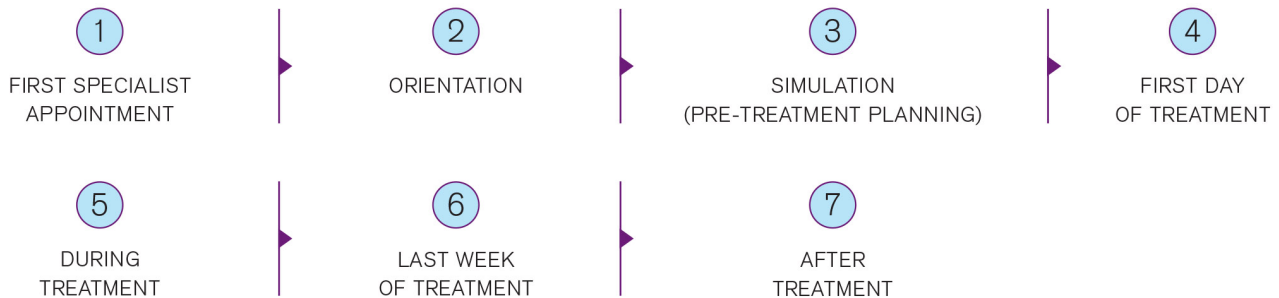 1
FIRST SPECIALIST
APPOINTMENT
2
ORIENTATION
3
SIMULATION
(PRE-TREATMENT PLANNING)
4
FIRST DAY
OF TREATMENT
5
DURING
TREATMENT
6
LAST WEEK
OF TREATMENT
7
AFTER
TREATMENT